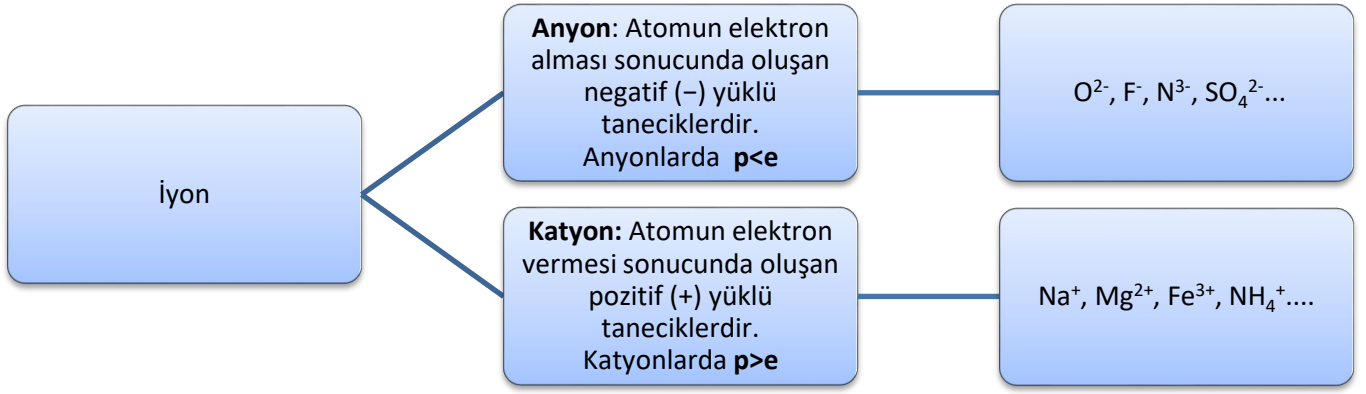 İyon
Anyon: Atomun elektron
alması sonucunda oluşan
negatif (−) yüklü
taneciklerdir.
Anyonlarda p<e
O²⁻, F⁻, N³⁻, SO₄²⁻...
Katyon: Atomun elektron
vermesi sonucunda oluşan
pozitif (+) yüklü
taneciklerdir.
Katyonlarda p>e
Na⁺, Mg²⁺, Fe³⁺, NH₄⁺....